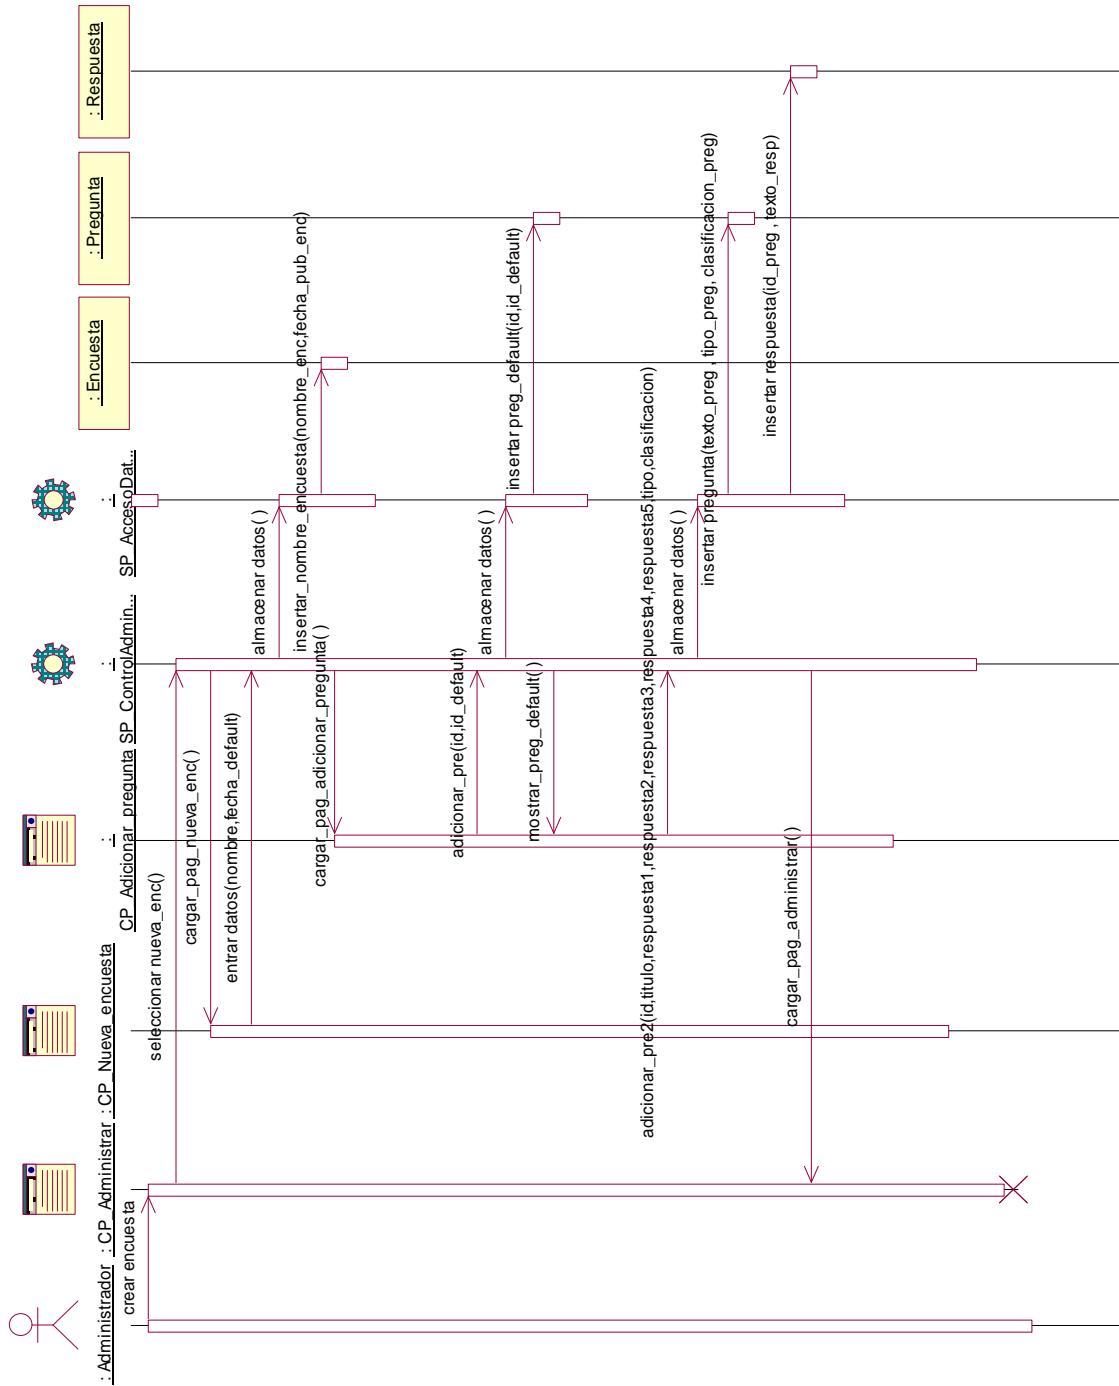 : Administrador
: CP_Administrar
: CP_Nueva_encuesta
:
CP_Adicionar pregunta
:
SP_ControlAdmin...
:
SP_AccesoDat...
: Encuesta
: Pregunta
: Respuesta
crear encuesta
seleccionar nueva_enc()
cargar_pag_nueva_enc( )
entrar datos(nombre,fecha_default)
almacenar datos( )
insertar_nombre_encuesta(nombre_enc,fecha_pub_enc)
cargar_pag_adicionar_pregunta( )
adicionar_pre(id,id_default)
almacenar datos( )
insertar preg_default(id,id_default)
mostrar_preg_default( )
adicionar_pre2(id,titulo,respuesta1,respuesta2,respuesta3,respuesta4,respuesta5,tipo,clasificacion)
almacenar datos( )
insertar pregunta(texto_preg , tipo_preg, clasificacion_preg)
insertar respuesta(id_preg , texto_resp)
cargar_pag_administrar( )